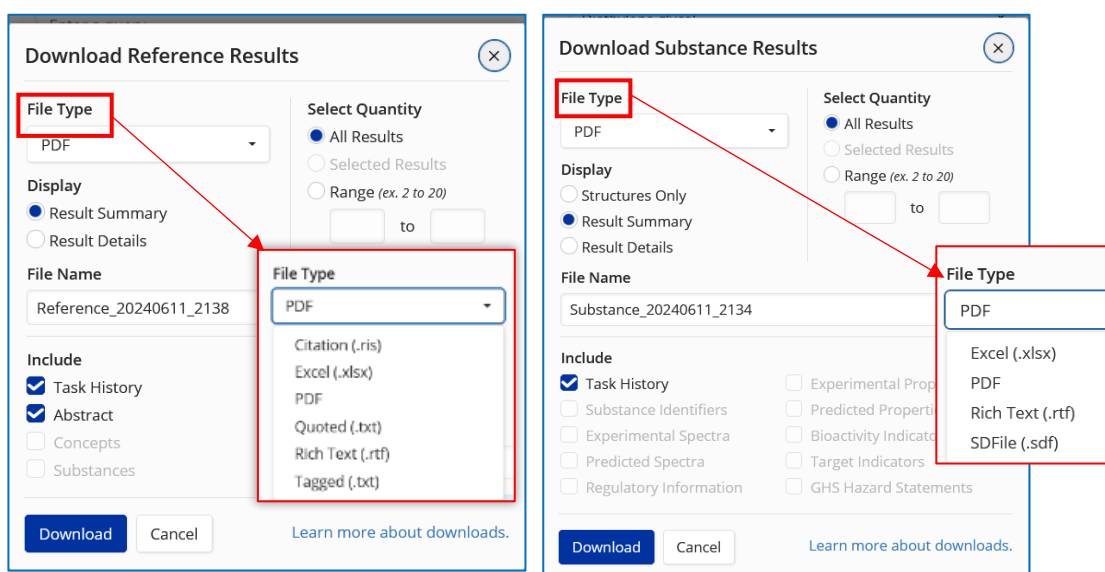 Download Reference Results
File Type
PDF
Display
Result Summary
Result Details
File Name
Reference_20240611_2138
Include
Task History
Abstract
Concepts
Substances
Select Quantity
All Results
Selected Results
Range (ex. 2 to 20)
to
File Type
PDF
Citation (.ris)
Excel (.xlsx)
PDF
Quoted (.txt)
Rich Text (.rtf)
Tagged (.txt)
Download
Cancel
Learn more about downloads.
Download Substance Results
File Type
PDF
Display
Structures Only
Result Summary
Result Details
File Name
Substance_20240611_2134
Select Quantity
All Results
Selected Results
Range (ex. 2 to 20)
to
Include
Task History
Substance Identifiers
Experimental Spectra
Predicted Spectra
Regulatory Information
Experimental Prop
Predicted Properti
Bioactivity Indicato
Target Indicators
GHS Hazard Statements
File Type
PDF
Excel (.xlsx)
PDF
Rich Text (.rtf)
SDFile (.sdf)
Download
Cancel
Learn more about downloads.